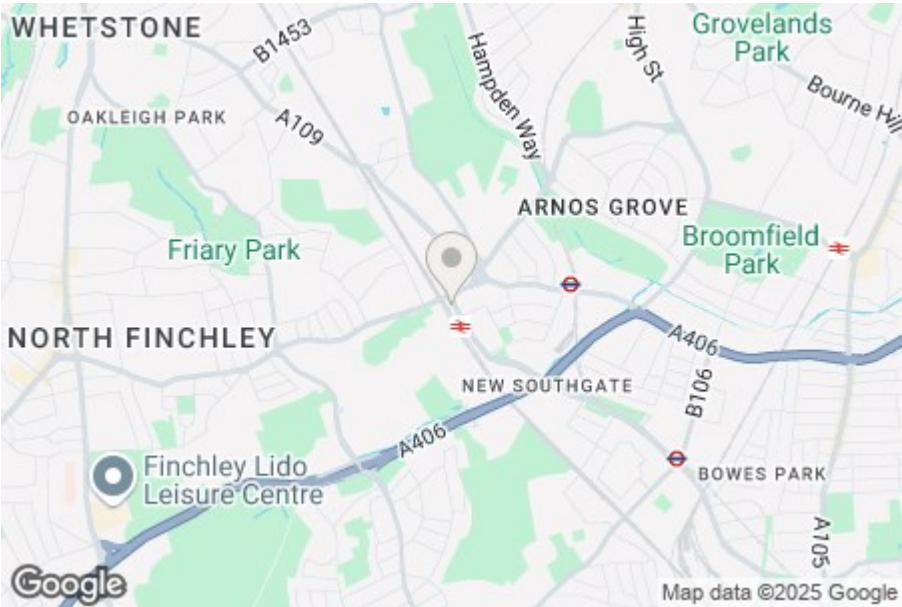 WHETSTONE
B1453
Hampden Way
High St
Grovelands
Park
Bourne Hill
OAKLEIGH PARK
A109
ARNOS GROVE
Friary Park
Broomfield
Park
NORTH FINCHLEY
A406
NEW SOUTHGATE
B106
A406
Finchley Lido
Leisure Centre
BOWES PARK
A105
Google
Map data ©2025 Google